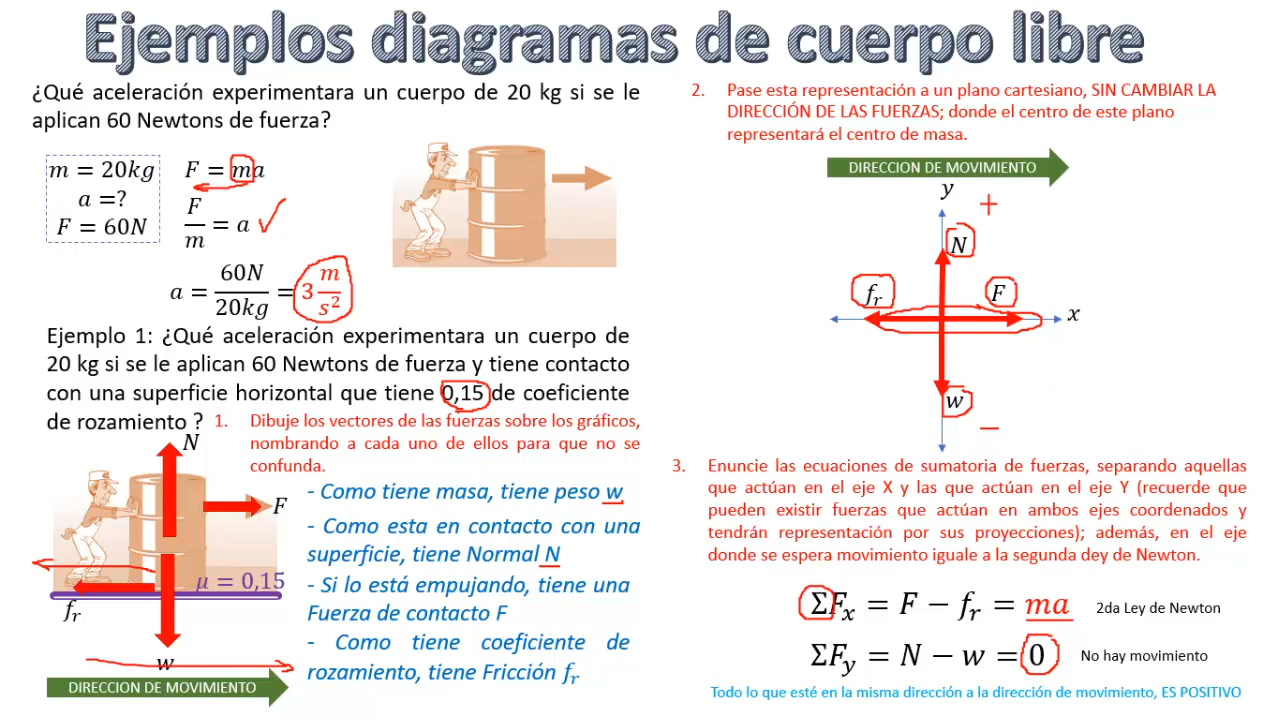 Ejemplos diagramas de cuerpo libre
¿Qué aceleración experimentara un cuerpo de 20 kg si se le
aplican 60 Newtons de fuerza?
m = 20kg
a =?
F = 60N
F = ma
F/m = a ✓
a = 60N/20kg = 3 m/s²
Ejemplo 1: ¿Qué aceleración experimentara un cuerpo de
20 kg si se le aplican 60 Newtons de fuerza y tiene contacto
con una superficie horizontal que tiene 0,15 de coeficiente
de rozamiento ?
1. Dibuje los vectores de las fuerzas sobre los gráficos,
nombrando a cada uno de ellos para que no se
confunda.
N
F
μ = 0,15
fr
w
DIRECCION DE MOVIMIENTO
- Como tiene masa, tiene peso w
- Como esta en contacto con una
superficie, tiene Normal N
- Si lo está empujando, tiene una
Fuerza de contacto F
- Como tiene coeficiente de
rozamiento, tiene Fricción fr
2. Pase esta representación a un plano cartesiano, SIN CAMBIAR LA
DIRECCIÓN DE LAS FUERZAS; donde el centro de este plano
representará el centro de masa.
DIRECCION DE MOVIMIENTO
y
+
N
fr
F
x
w
−
3. Enuncie las ecuaciones de sumatoria de fuerzas, separando aquellas
que actúan en el eje X y las que actúan en el eje Y (recuerde que
pueden existir fuerzas que actúan en ambos ejes coordenados y
tendrán representación por sus proyecciones); además, en el eje
donde se espera movimiento iguale a la segunda dey de Newton.
ΣFx = F − fr = ma 2da Ley de Newton
ΣFy = N − w = 0 No hay movimiento
Todo lo que esté en la misma dirección a la dirección de movimiento, ES POSITIVO